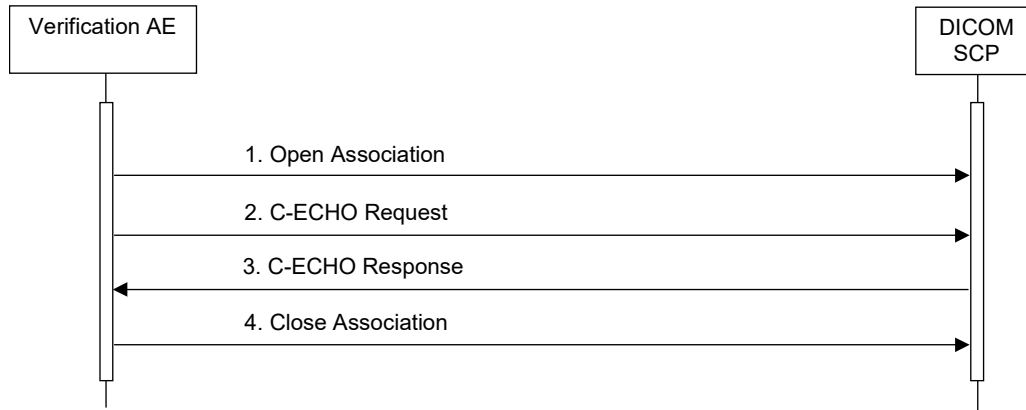 Verification AE
DICOM
SCP
1. Open Association
2. C-ECHO Request
3. C-ECHO Response
4. Close Association